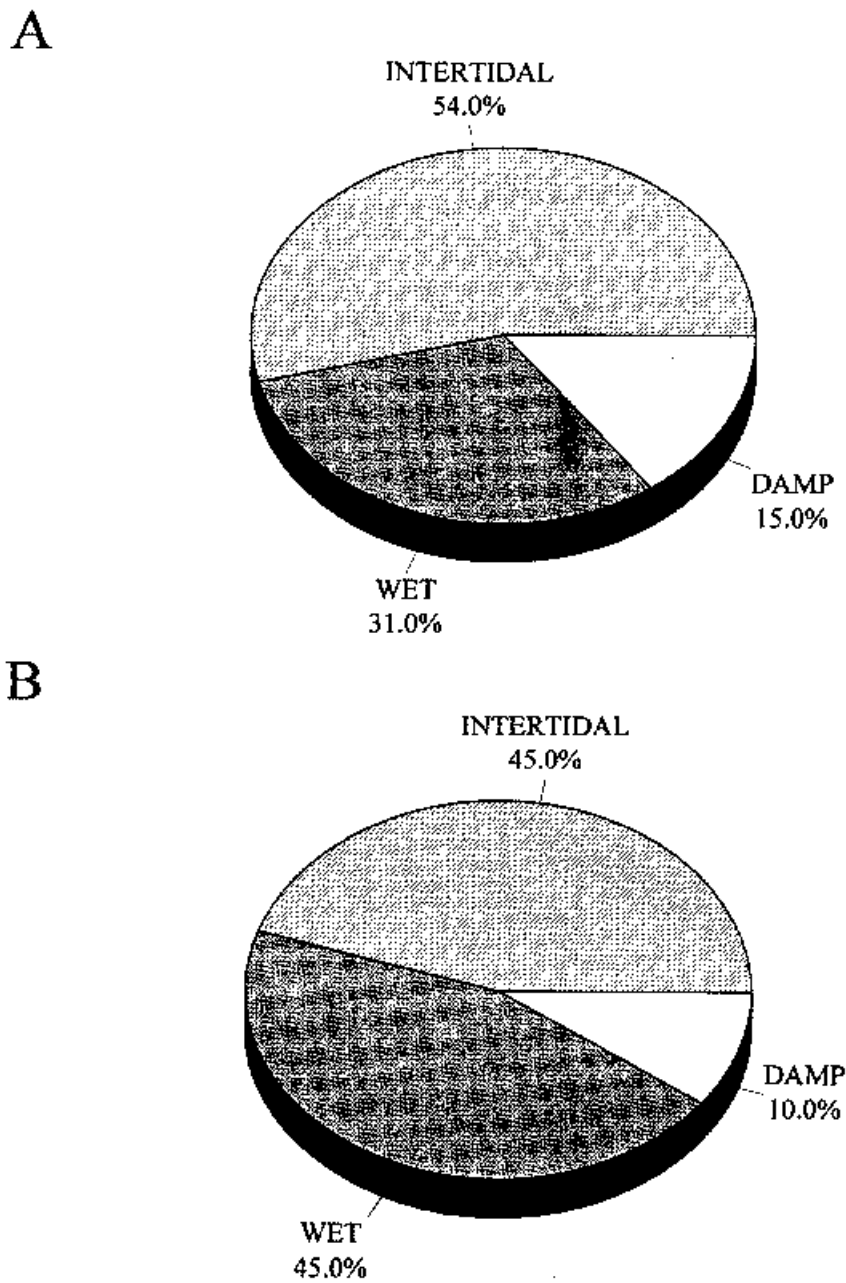 A
INTERTIDAL
54.0%
DAMP
15.0%
WET
31.0%
B
INTERTIDAL
45.0%
DAMP
10.0%
WET
45.0%